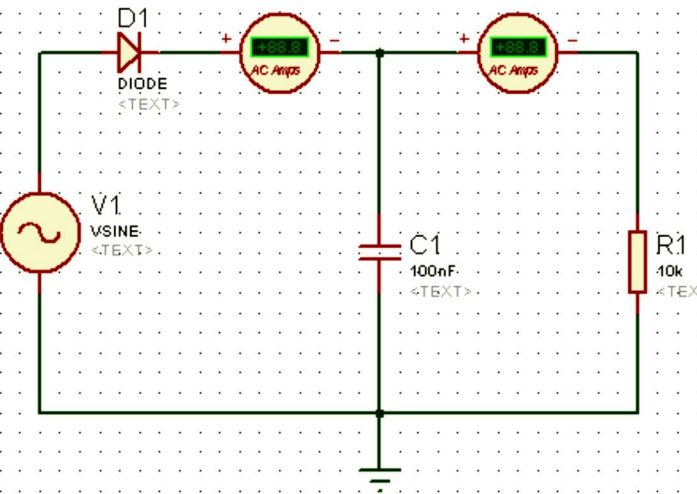 D1
+88.8
AC Amps
+88.8
AC Amps
DIODE
<TEXT>
V1
VSINE
<TEXT>
C1
100nF
<TEXT>
R1
10k
<TEX